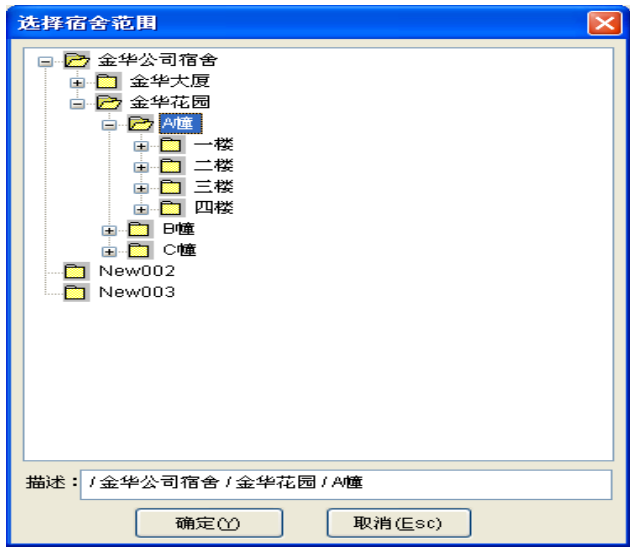 选择宿舍范围
金华公司宿舍
金华大厦
金华花园
A幢
一楼
二楼
三楼
四楼
B幢
C幢
New002
New003
描述：/金华公司宿舍/金华花园/A幢
确定(Y) 取消(Esc)